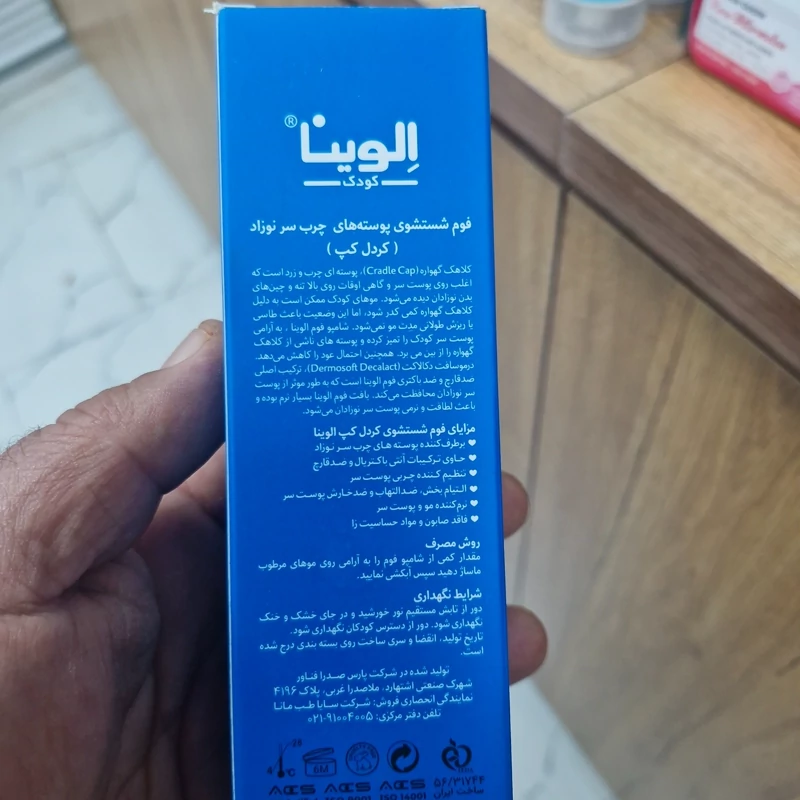 الوینا®
کودک
فوم شستشوی پوسته‌های چرب سر نوزاد
( کردل کپ )
کلاهک گهواره (Cradle Cap)، پوسته ای چرب و زرد است که
اغلب روی پوست سر و گاهی اوقات روی بالا تنه و چین‌های
بدن نوزادان دیده می‌شود. موهای کودک ممکن است به دلیل
کلاهک گهواره کمی کدر شود، اما این وضعیت باعث طاسی
یا ریزش طولانی مدت مو نمی‌شود. شامپو فوم الوینا ، به آرامی
پوست سر کودک را تمیز کرده و پوسته های ناشی از کلاهک
گهواره را از بین می برد. همچنین احتمال عود را کاهش می‌دهد.
درموسافت دکالاکت (Dermosoft Decalact)، ترکیب اصلی
ضدقارچ و ضد باکتری فوم الوینا است که به طور موثر از پوست
سر نوزادان محافظت می‌کند. بافت فوم الوینا بسیار نرم بوده و
باعث لطافت و نرمی پوست سر نوزادان می‌شود.
مزایای فوم شستشوی کردل کپ الوینا
برطرف‌کننده پوسته های چرب سر نوزاد
حاوی ترکیبات آنتی باکتریال و ضدقارچ
تنظیم کننده چربی پوست سر
التیام بخش، ضدالتهاب و ضدخارش پوست سر
نرم‌کننده مو و پوست سر
فاقد صابون و مواد حساسیت زا
روش مصرف
مقدار کمی از شامپو فوم را به آرامی روی موهای مرطوب
ماساژ دهید سپس آبکشی نمایید.
شرایط نگهداری
دور از تابش مستقیم نور خورشید و در جای خشک و خنک
نگهداری شود. دور از دسترس کودکان نگهداری شود.
تاریخ تولید، انقضا و سری ساخت روی بسته بندی درج شده
است.
تولید شده در شرکت پارس صدرا فناور
شهرک صنعتی اشتهارد، ملاصدرا غربی، پلاک ۴۱۹۶
نمایندگی انحصاری فروش: شرکت سابا طب مانا
تلفن دفتر مرکزی: ۹۱۰۰۴۰۰۵-۰۲۱
6M
۵۶/۳۱۷۴۴
ساخت ایران
ACS ACS ACS
ISO 14001